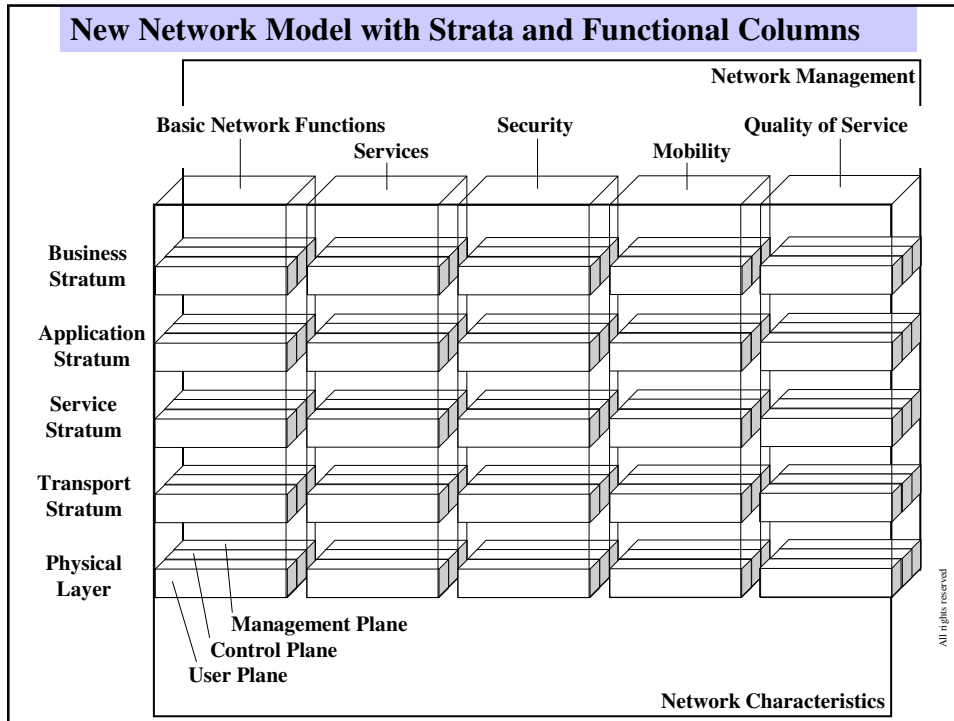 New Network Model with Strata and Functional Columns
Network Management
Basic Network Functions
Services
Security
Mobility
Quality of Service
Business
Stratum
Application
Stratum
Service
Stratum
Transport
Stratum
Physical
Layer
Management Plane
Control Plane
User Plane
Network Characteristics
All rights reserved